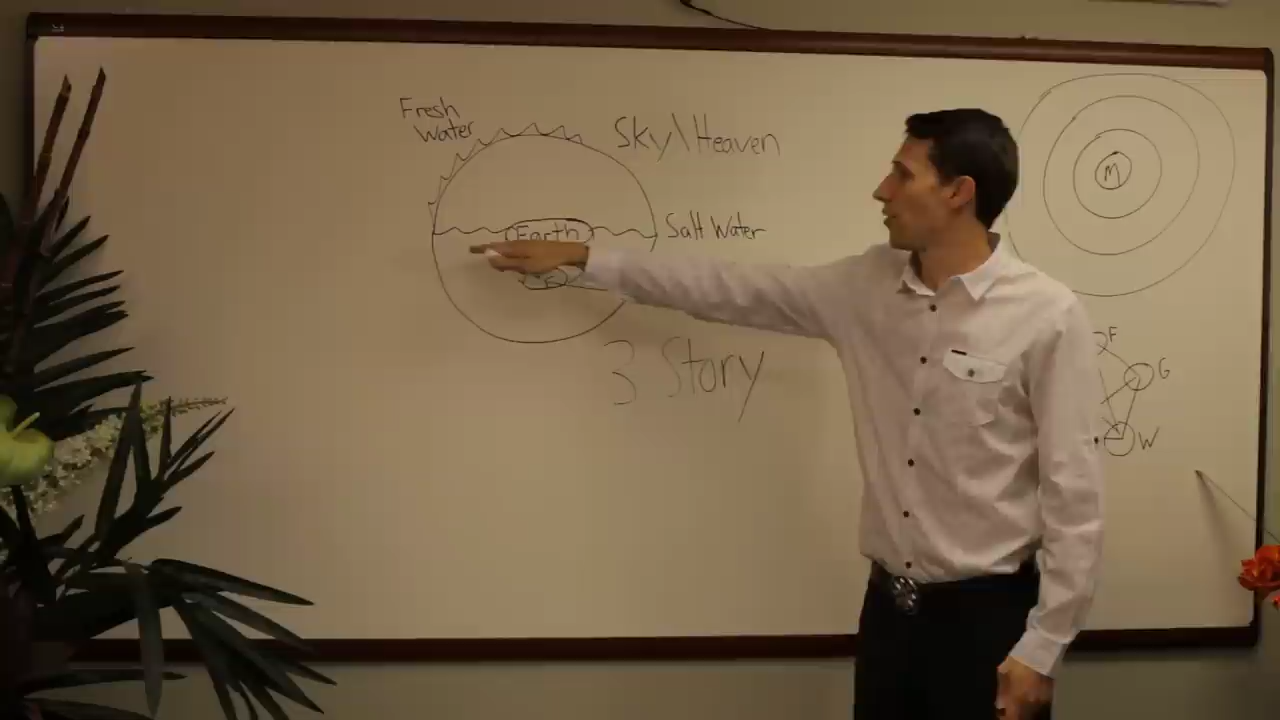 Fresh
Water
Sky\Heaven
Earth
Salt Water
3 Story
M
F
G
W